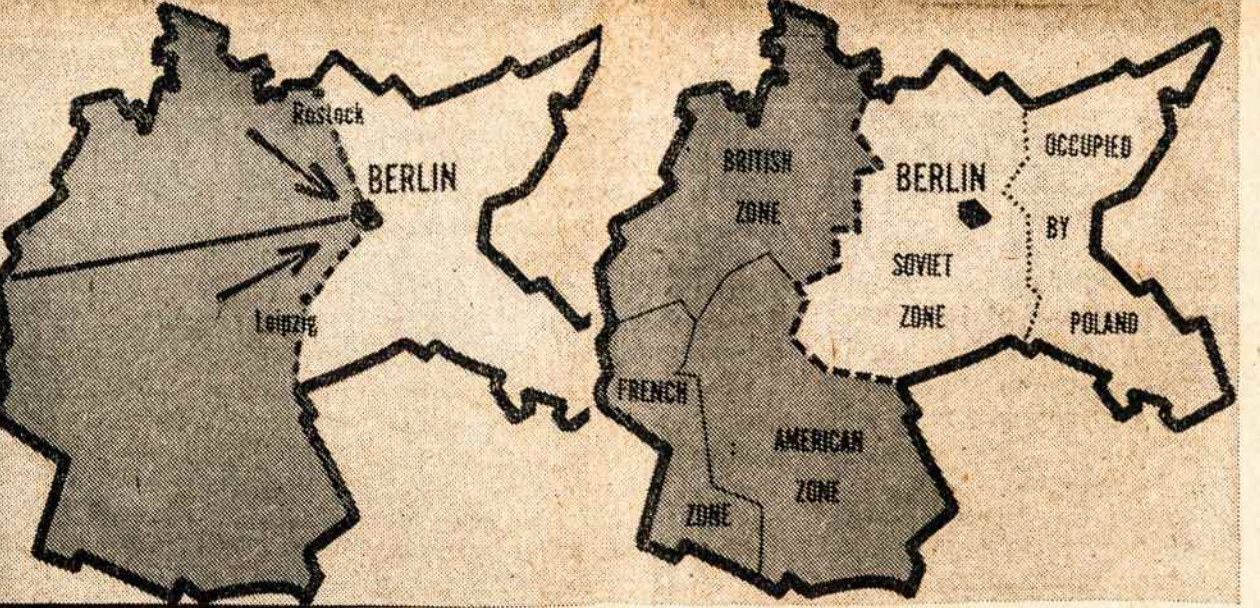 Rostock
BERLIN
Leipzig
BRITISH
ZONE
BERLIN
OCCUPIED
BY
POLAND
SOVIET
ZONE
FRENCH
ZONE
AMERICAN
ZONE